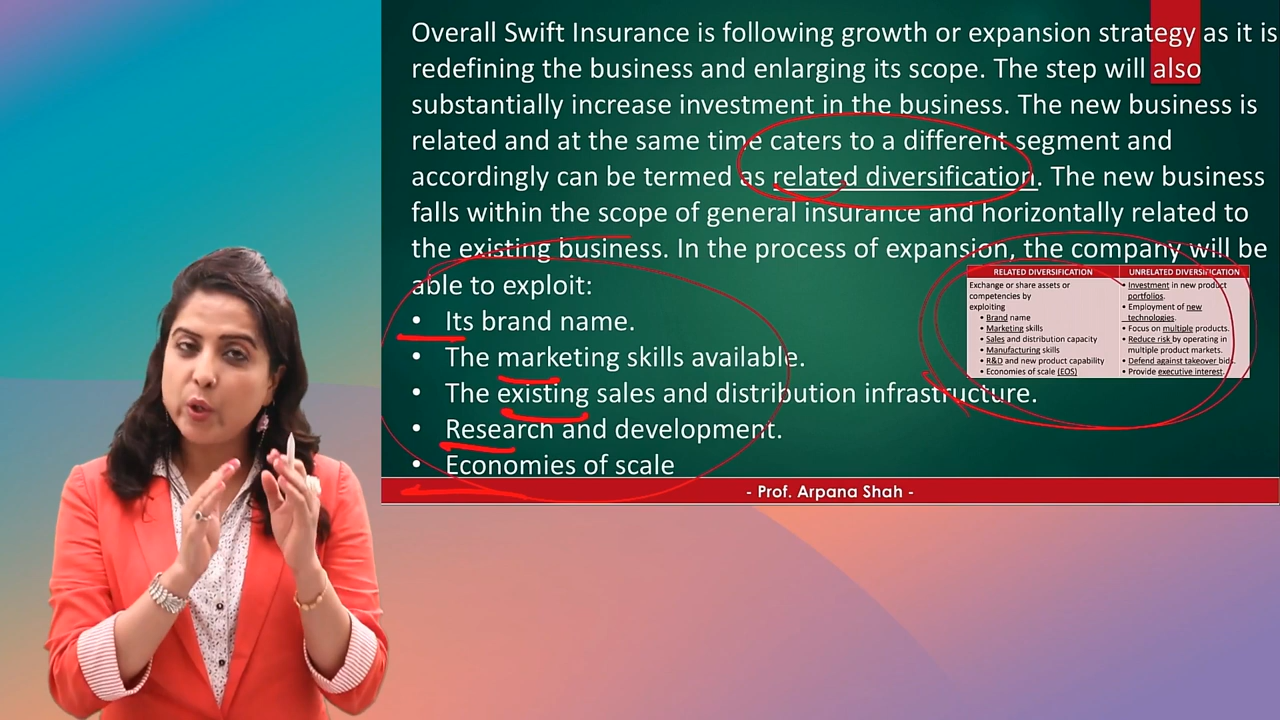 Overall Swift Insurance is following growth or expansion strategy as it is
redefining the business and enlarging its scope. The step will also
substantially increase investment in the business. The new business is
related and at the same time caters to a different segment and
accordingly can be termed as related diversification. The new business
falls within the scope of general insurance and horizontally related to
the existing business. In the process of expansion, the company will be
able to exploit:
• Its brand name.
• The marketing skills available.
• The existing sales and distribution infrastructure.
• Research and development.
• Economies of scale
RELATED DIVERSIFICATION
Exchange or share assets or
competencies by
exploiting
• Brand name
• Marketing skills
• Sales and distribution capacity
• Manufacturing skills
• R&D and new product capability
• Economies of scale (EOS)
UNRELATED DIVERSIFICATION
• Investment in new product
portfolios.
• Employment of new
technologies.
• Focus on multiple products.
• Reduce risk by operating in
multiple product markets.
• Defend against takeover bids.
• Provide executive interest.
- Prof. Arpana Shah -